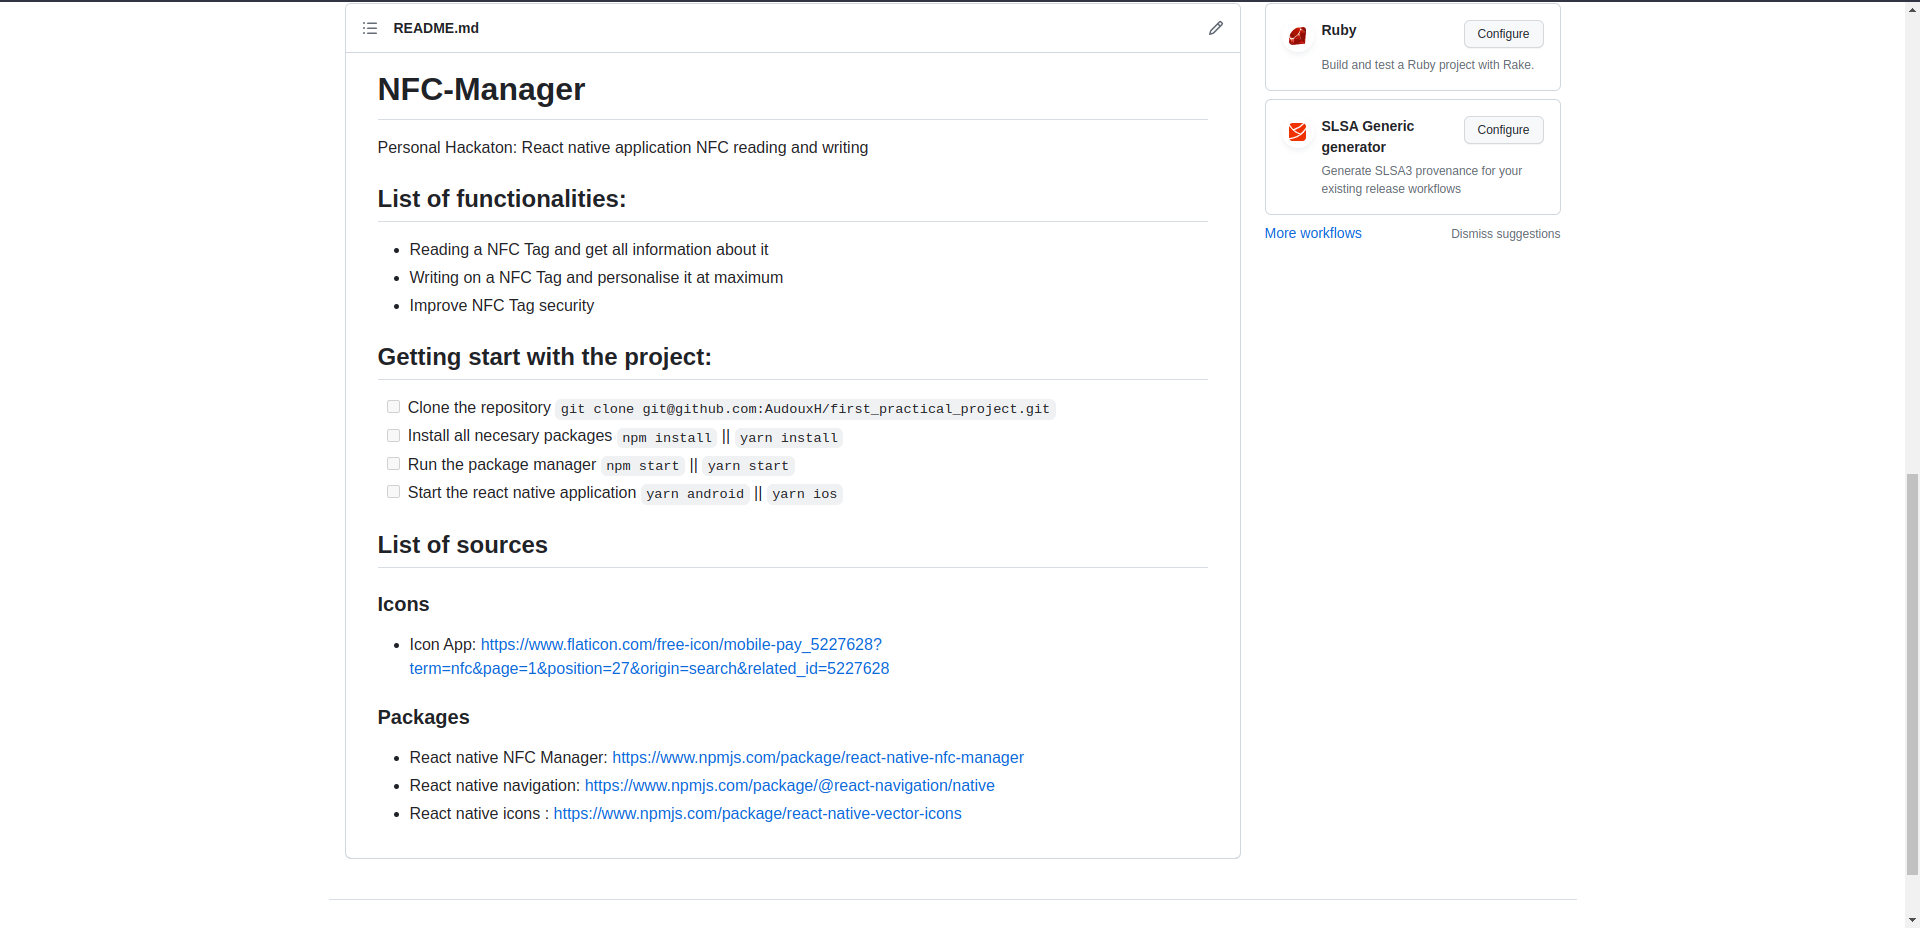 README.md
NFC-Manager
Personal Hackaton: React native application NFC reading and writing
List of functionalities:
Reading a NFC Tag and get all information about it
Writing on a NFC Tag and personalise it at maximum
Improve NFC Tag security
Getting start with the project:
Clone the repository git clone git@github.com:AudouxH/first_practical_project.git
Install all necesary packages npm install || yarn install
Run the package manager npm start || yarn start
Start the react native application yarn android || yarn ios
List of sources
Icons
Icon App: https://www.flaticon.com/free-icon/mobile-pay_5227628?
term=nfc&page=1&position=27&origin=search&related_id=5227628
Packages
React native NFC Manager: https://www.npmjs.com/package/react-native-nfc-manager
React native navigation: https://www.npmjs.com/package/@react-navigation/native
React native icons : https://www.npmjs.com/package/react-native-vector-icons
Ruby
Configure
Build and test a Ruby project with Rake.
SLSA Generic
generator
Configure
Generate SLSA3 provenance for your
existing release workflows
More workflows
Dismiss suggestions